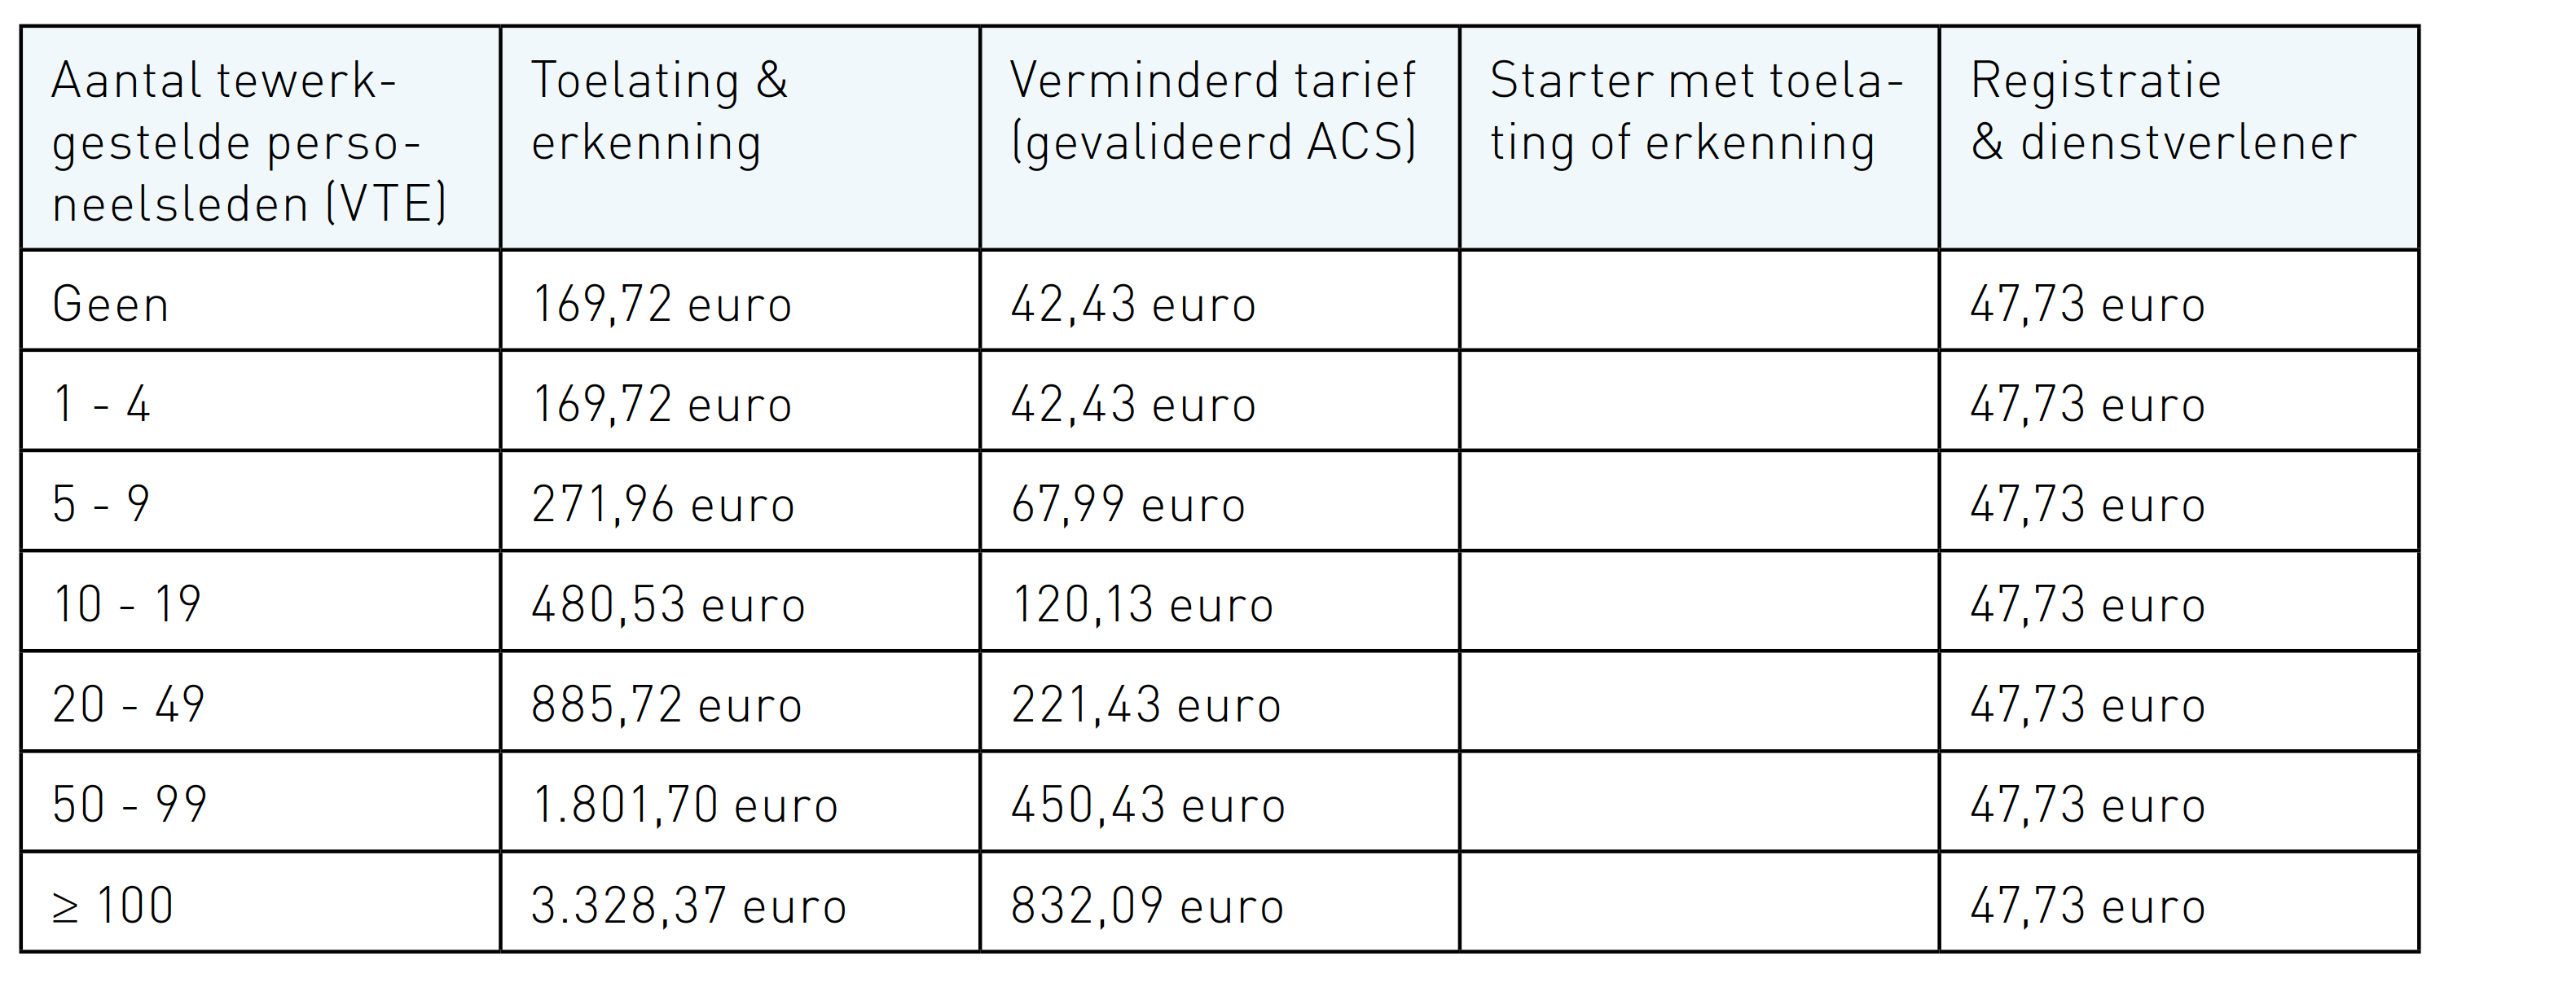 Aantal tewerk-
gestelde perso-
neelsleden (VTE)
Toelating &
erkenning
Verminderd tarief
(gevalideerd ACS)
Starter met toela-
ting of erkenning
Registratie
& dienstverlener
Geen 169,72 euro 42,43 euro 47,73 euro
1 - 4 169,72 euro 42,43 euro 47,73 euro
5 - 9 271,96 euro 67,99 euro 47,73 euro
10 - 19 480,53 euro 120,13 euro 47,73 euro
20 - 49 885,72 euro 221,43 euro 47,73 euro
50 - 99 1.801,70 euro 450,43 euro 47,73 euro
≥ 100 3.328,37 euro 832,09 euro 47,73 euro